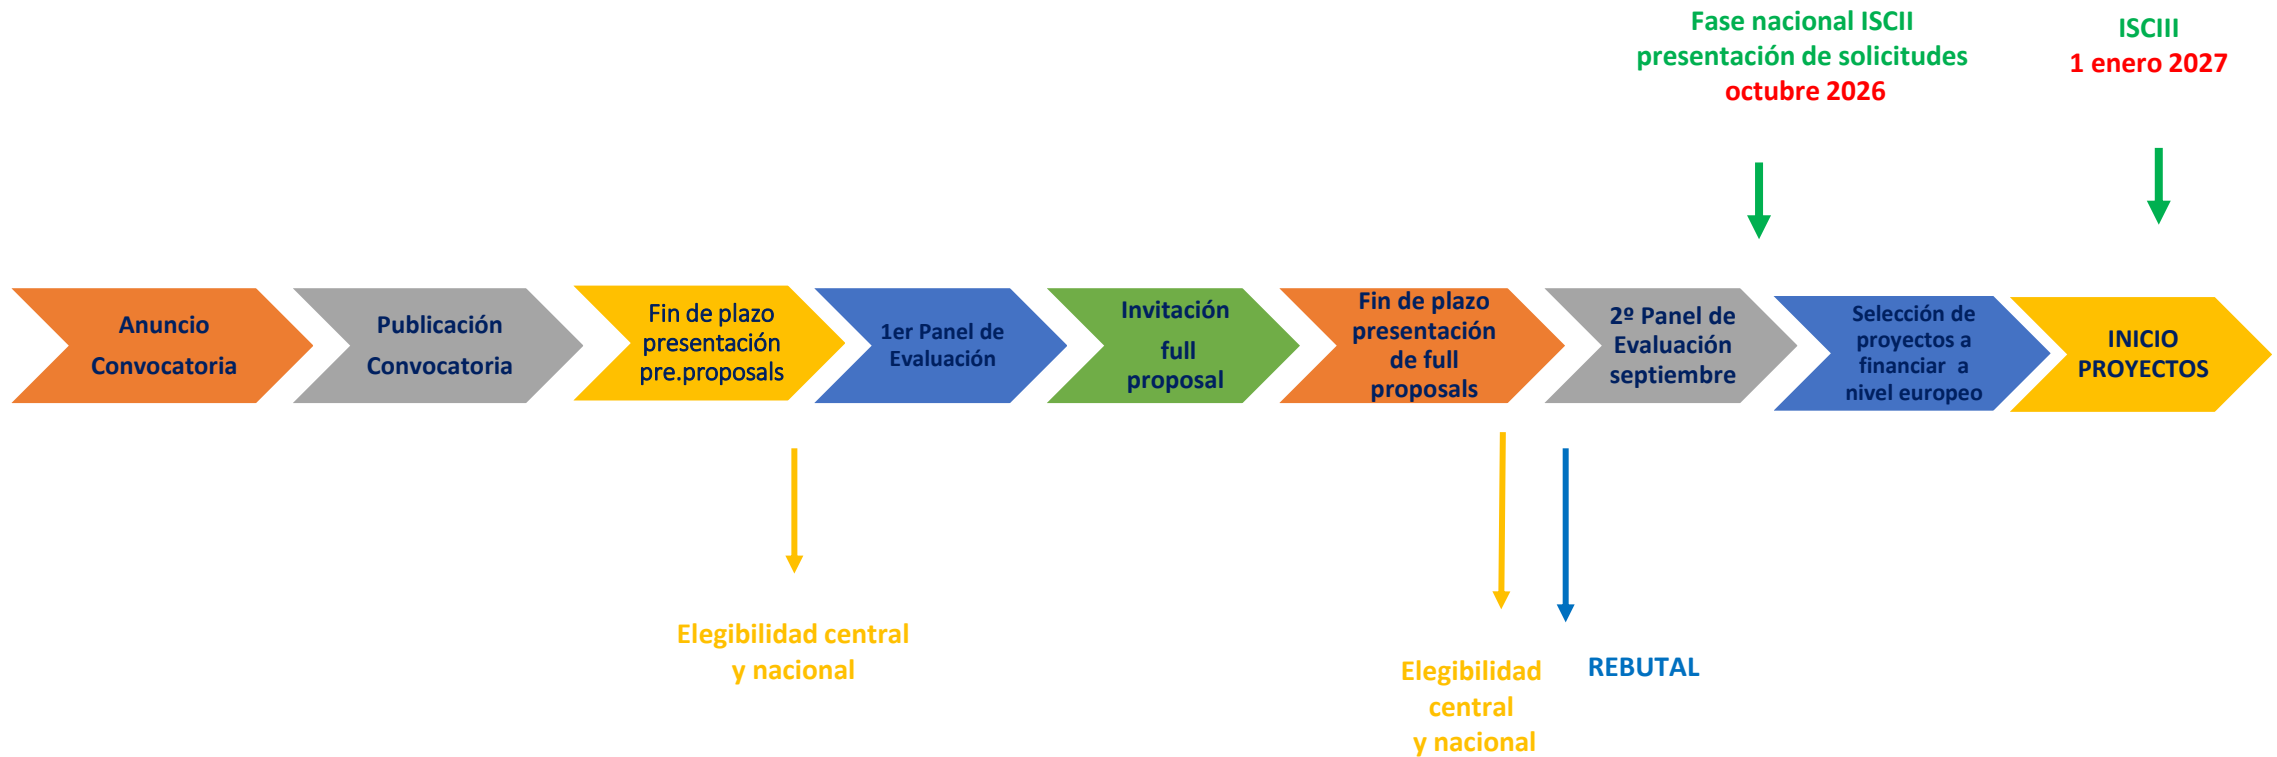 Fase nacional ISCII
presentación de solicitudes
octubre 2026
ISCIII
1 enero 2027
Anuncio
Convocatoria
Publicación
Convocatoria
Fin de plazo
presentación
pre.proposals
1er Panel de
Evaluación
Invitación
full
proposal
Fin de plazo
presentación
de full
proposals
2º Panel de
Evaluación
septiembre
Selección de
proyectos a
financiar a
nivel europeo
INICIO
PROYECTOS
Elegibilidad central
y nacional
Elegibilidad
central
y nacional
REBUTAL